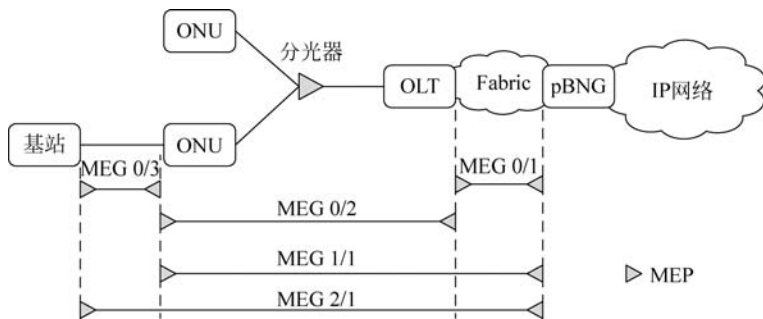 ONU
分光器
OLT
Fabric
pBNG
IP网络
基站
ONU
MEG 0/3
MEG 0/1
MEG 0/2
MEG 1/1
MEP
MEG 2/1